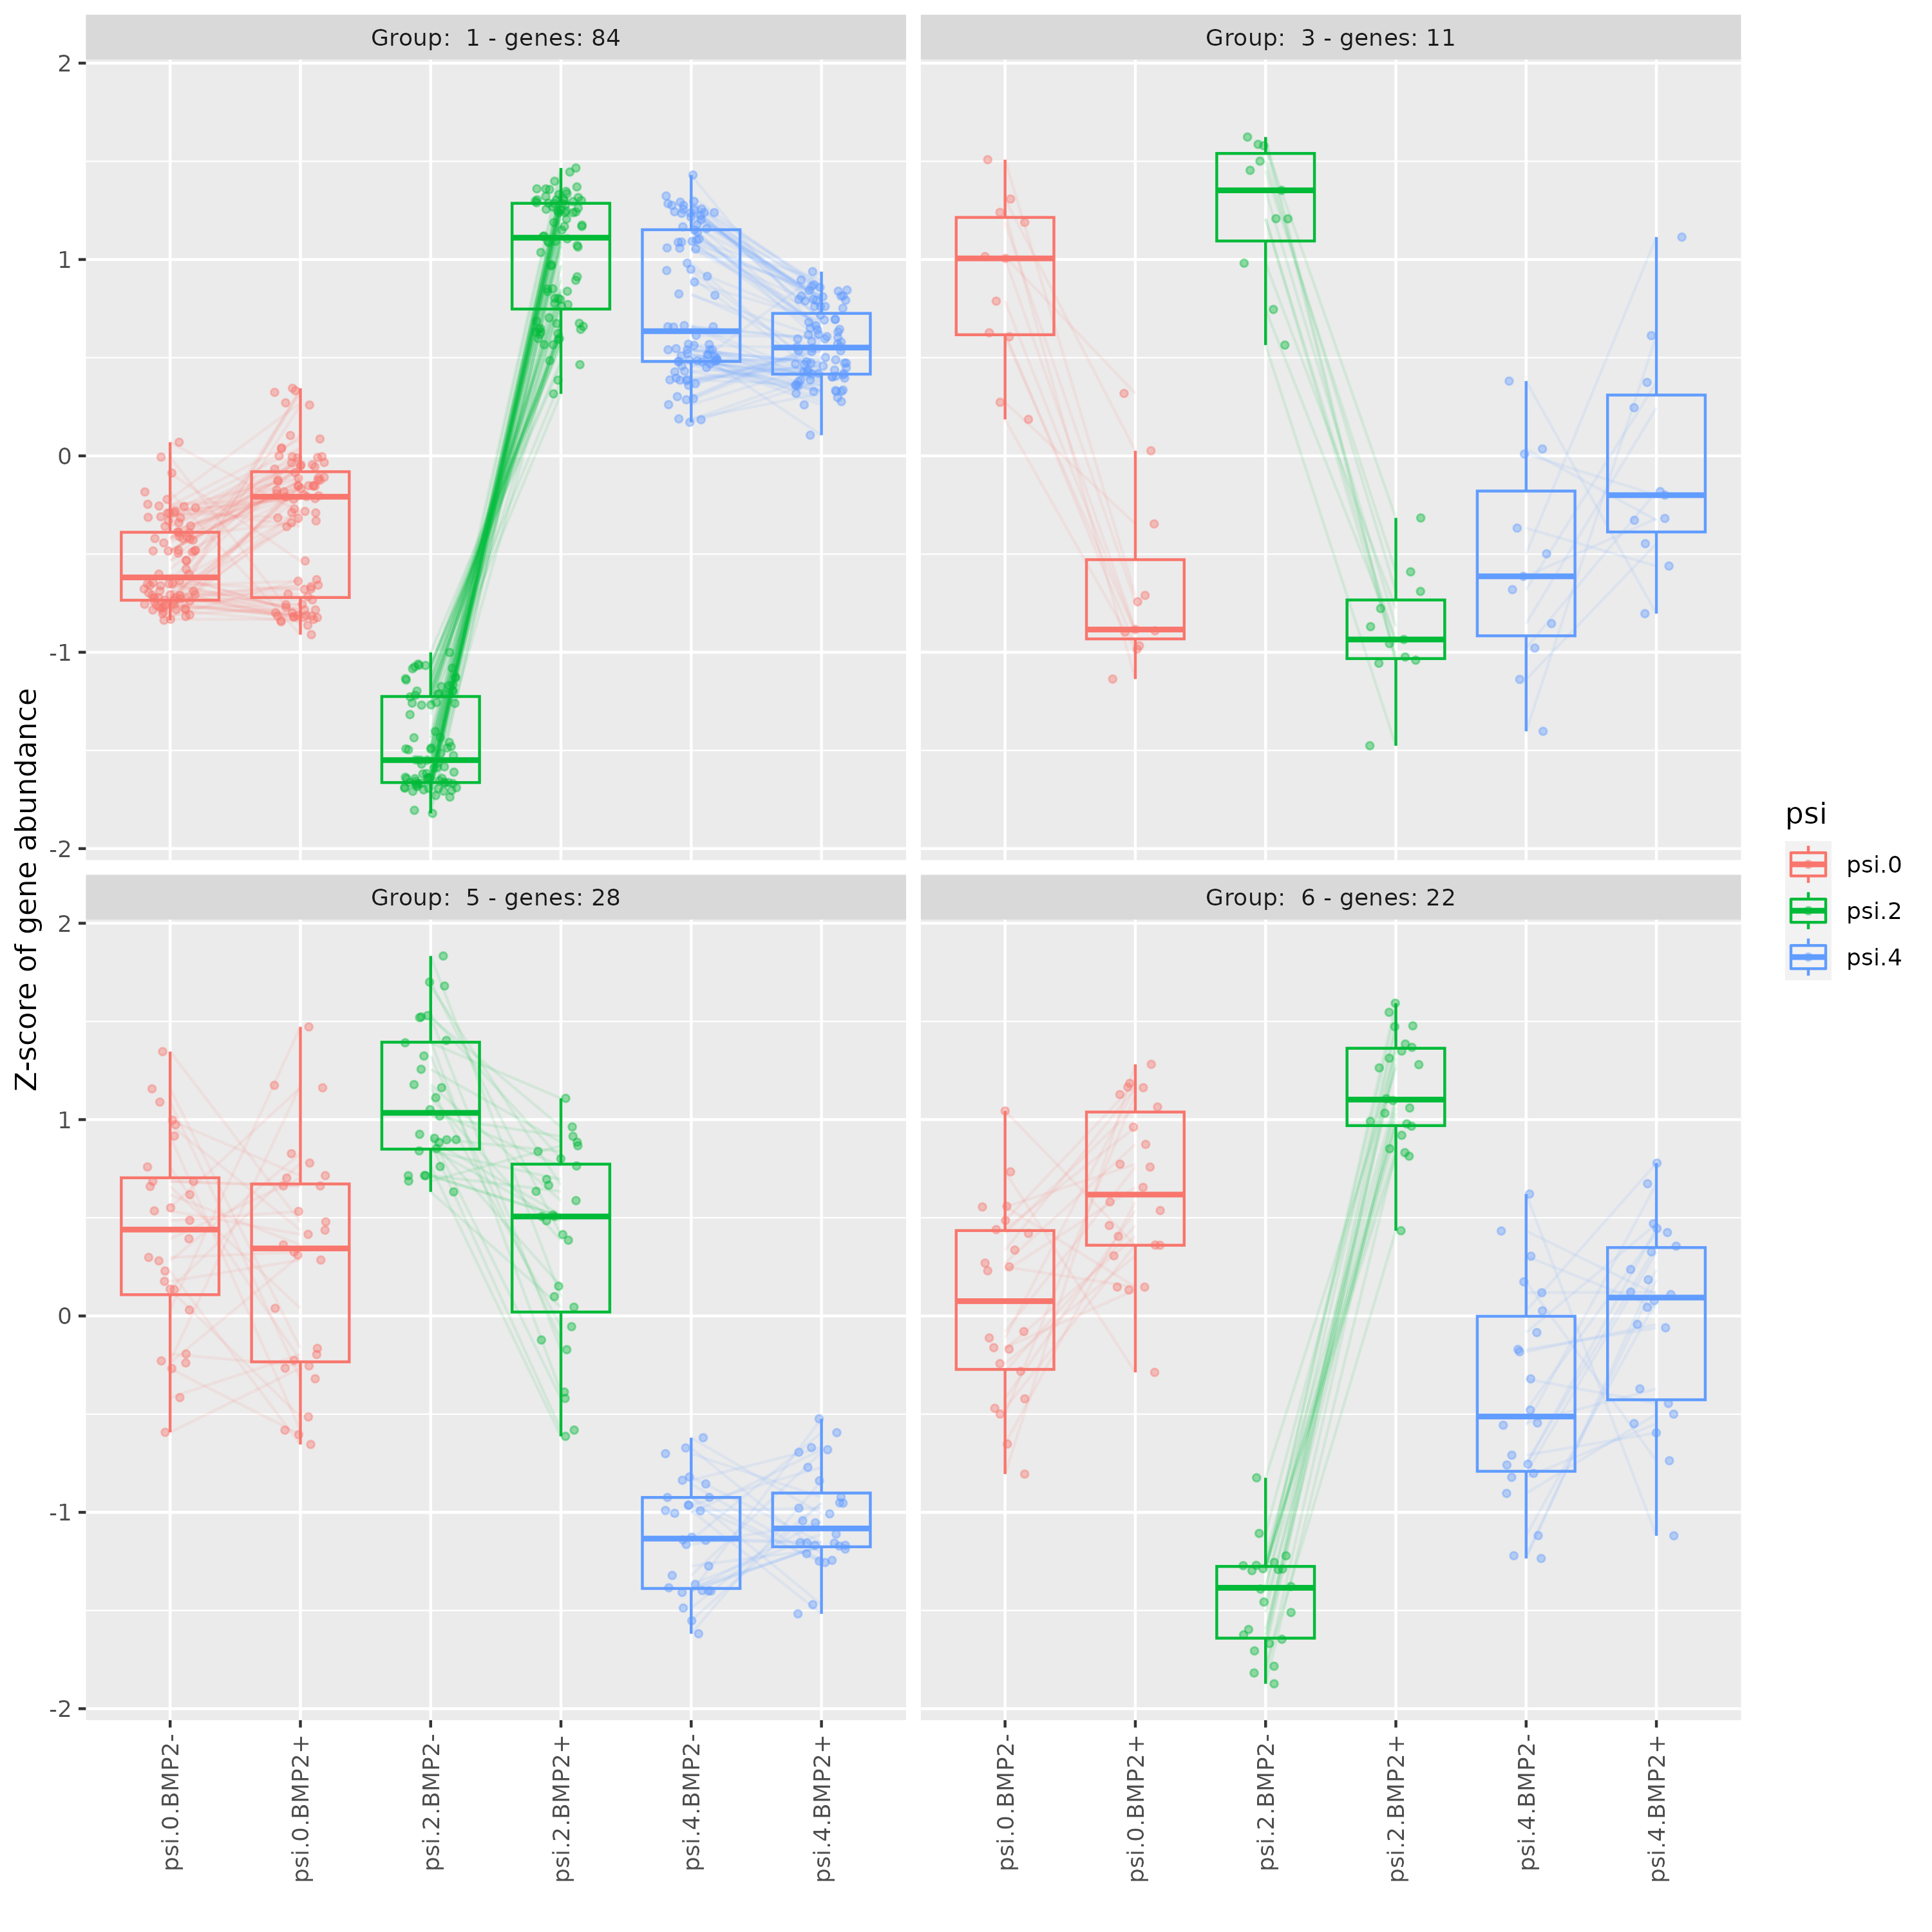 Group:  1 - genes: 84
Group:  3 - genes: 11
2
1
0
-1
-2
Z-score of gene abundance
Group:  5 - genes: 28
Group:  6 - genes: 22
2
1
0
-1
-2
psi.0.BMP2-
psi.0.BMP2+
psi.2.BMP2-
psi.2.BMP2+
psi.4.BMP2-
psi.4.BMP2+
psi.0.BMP2-
psi.0.BMP2+
psi.2.BMP2-
psi.2.BMP2+
psi.4.BMP2-
psi.4.BMP2+
psi
psi.0
psi.2
psi.4